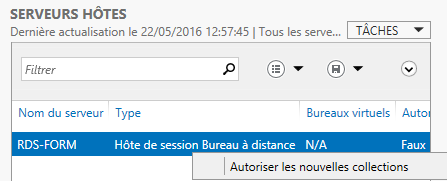 SERVEURS HÔTES
Dernière actualisation le 22/05/2016 12:57:45 | Tous les serve... TÂCHES
Filtrer
Nom du serveur Type Bureaux virtuels Autor
RDS-FORM Hôte de session Bureau à distance N/A Faux
Autoriser les nouvelles collections